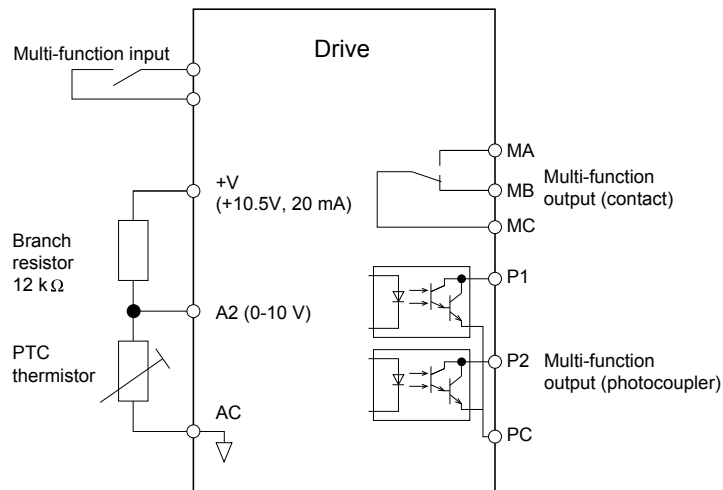 Drive
Multi-function input
+V
(+10.5V, 20 mA)
Branch
resistor
12 kΩ
A2 (0-10 V)
PTC
thermistor
AC
MA
MB
MC
Multi-function
output (contact)
P1
P2
PC
Multi-function
output (photocoupler)